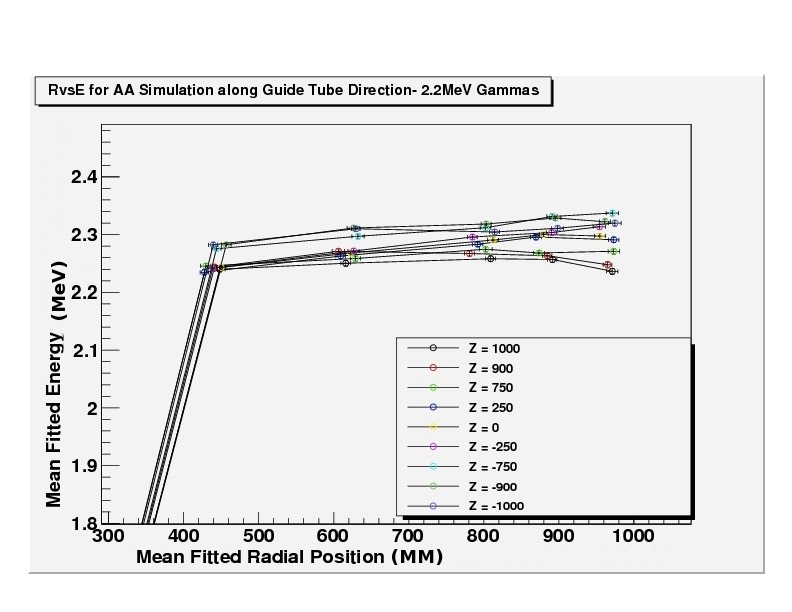 RvsE for AA Simulation along Guide Tube Direction- 2.2MeV Gammas
Mean Fitted Energy (MeV)
2.4
2.3
2.2
2.1
2
1.9
1.8
Z = 1000
Z = 900
Z = 750
Z = 250
Z = 0
Z = -250
Z = -750
Z = -900
Z = -1000
300 400 500 600 700 800 900 1000
Mean Fitted Radial Position (MM)